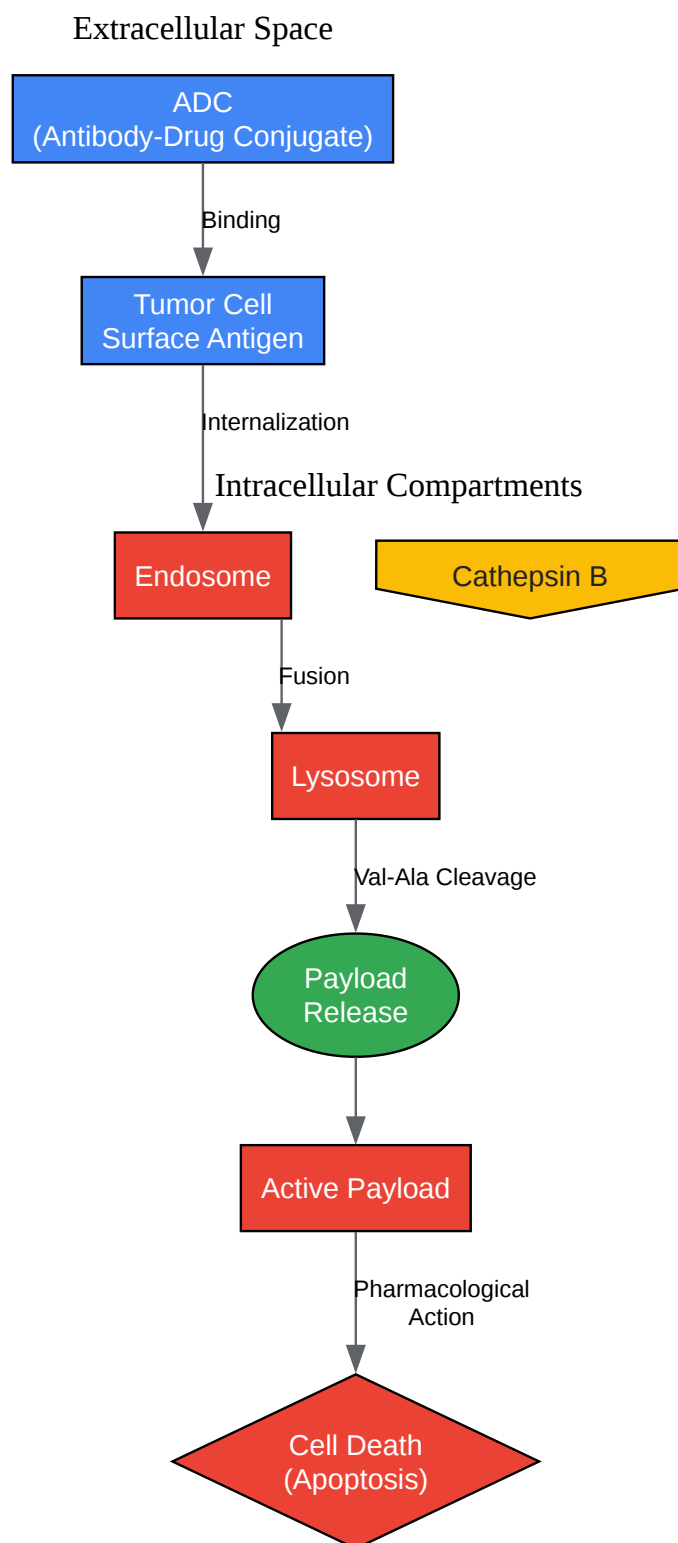 Extracellular Space
ADC
(Antibody-Drug Conjugate)
Binding
Tumor Cell
Surface Antigen
Internalization
Intracellular Compartments
Endosome
Cathepsin B
Fusion
Lysosome
Val-Ala Cleavage
Payload
Release
Active Payload
Pharmacological
Action
Cell Death
(Apoptosis)